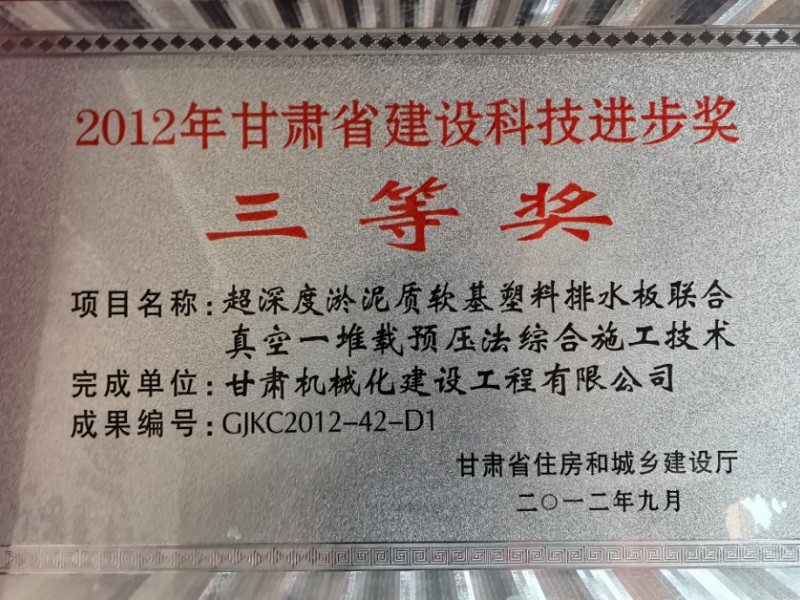 2012年甘肃省建设科技进步奖
三等奖
项目名称：超深度淤泥质软基塑料排水板联合
真空一堆载预压法综合施工技术
完成单位：甘肃机械化建设工程有限公司
成果编号：GJKC2012-42-D1
甘肃省住房和城乡建设厅
二〇一二年九月